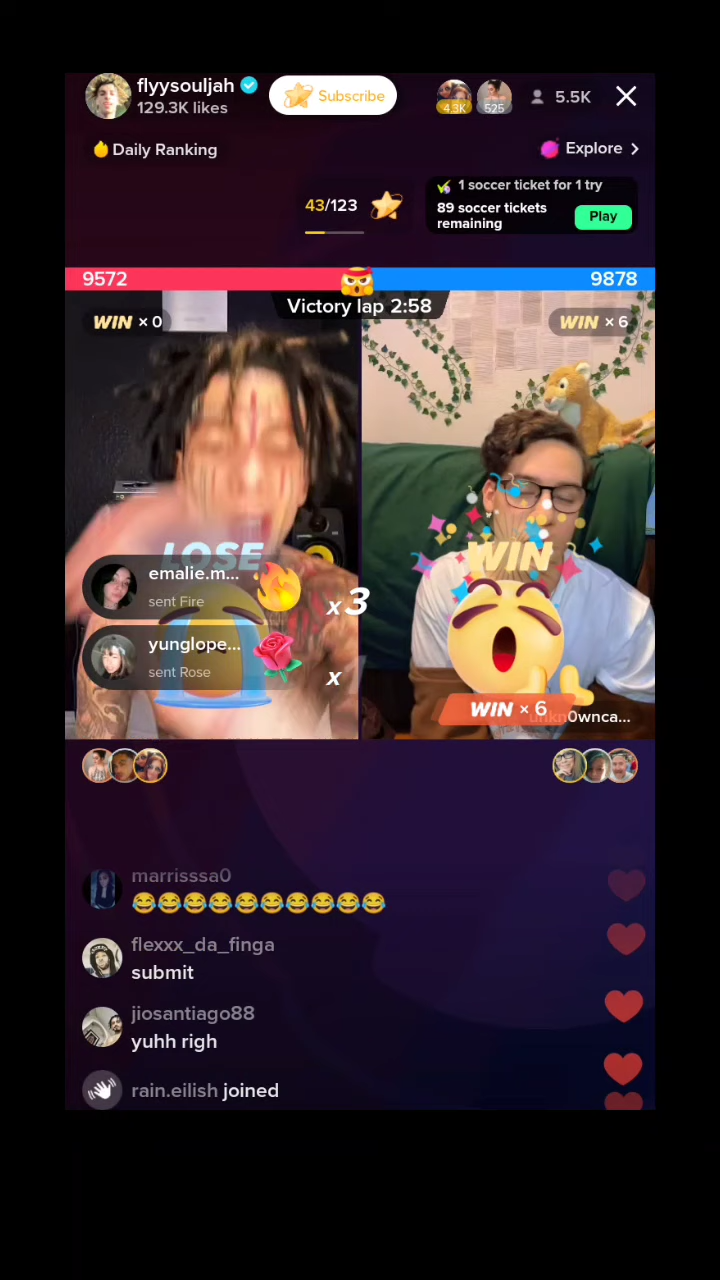 flyysouljah
129.3K likes
Subscribe
4.3K
525
5.5K
Daily Ranking
Explore
43/123
1 soccer ticket for 1 try
89 soccer tickets
remaining
Play
9572
9878
Victory lap 2:58
WIN × 0
WIN × 6
LOSE
WIN
emalie.m...
sent Fire
x3
yunglope...
sent Rose
x
WIN × 6
unkn0wnca...
marrisssa0
😂😂😂😂😂😂😂😂😂😂
flexxx_da_finga
submit
jiosantiago88
yuhh righ
rain.eilish joined